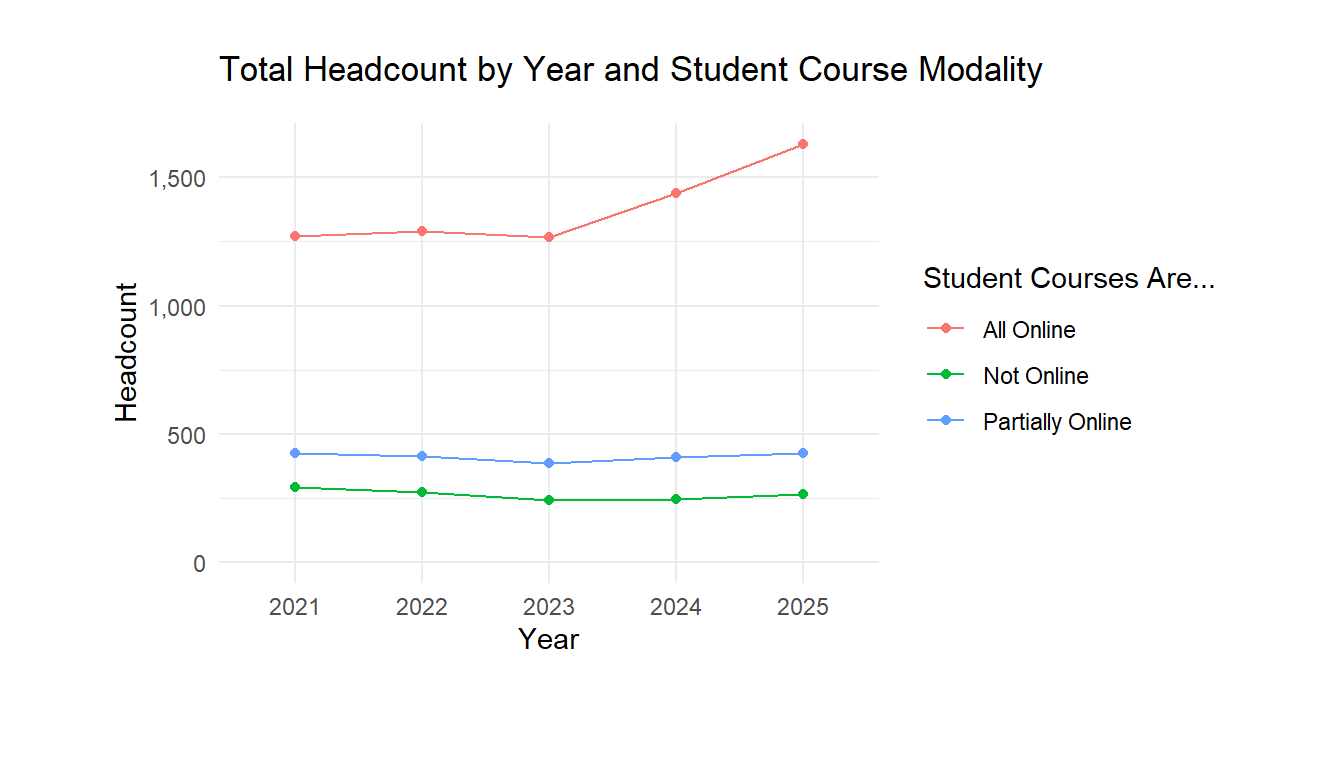 Total Headcount by Year and Student Course Modality
1,500
1,000
500
0
Headcount
2021 2022 2023 2024 2025
Year
Student Courses Are...
All Online
Not Online
Partially Online